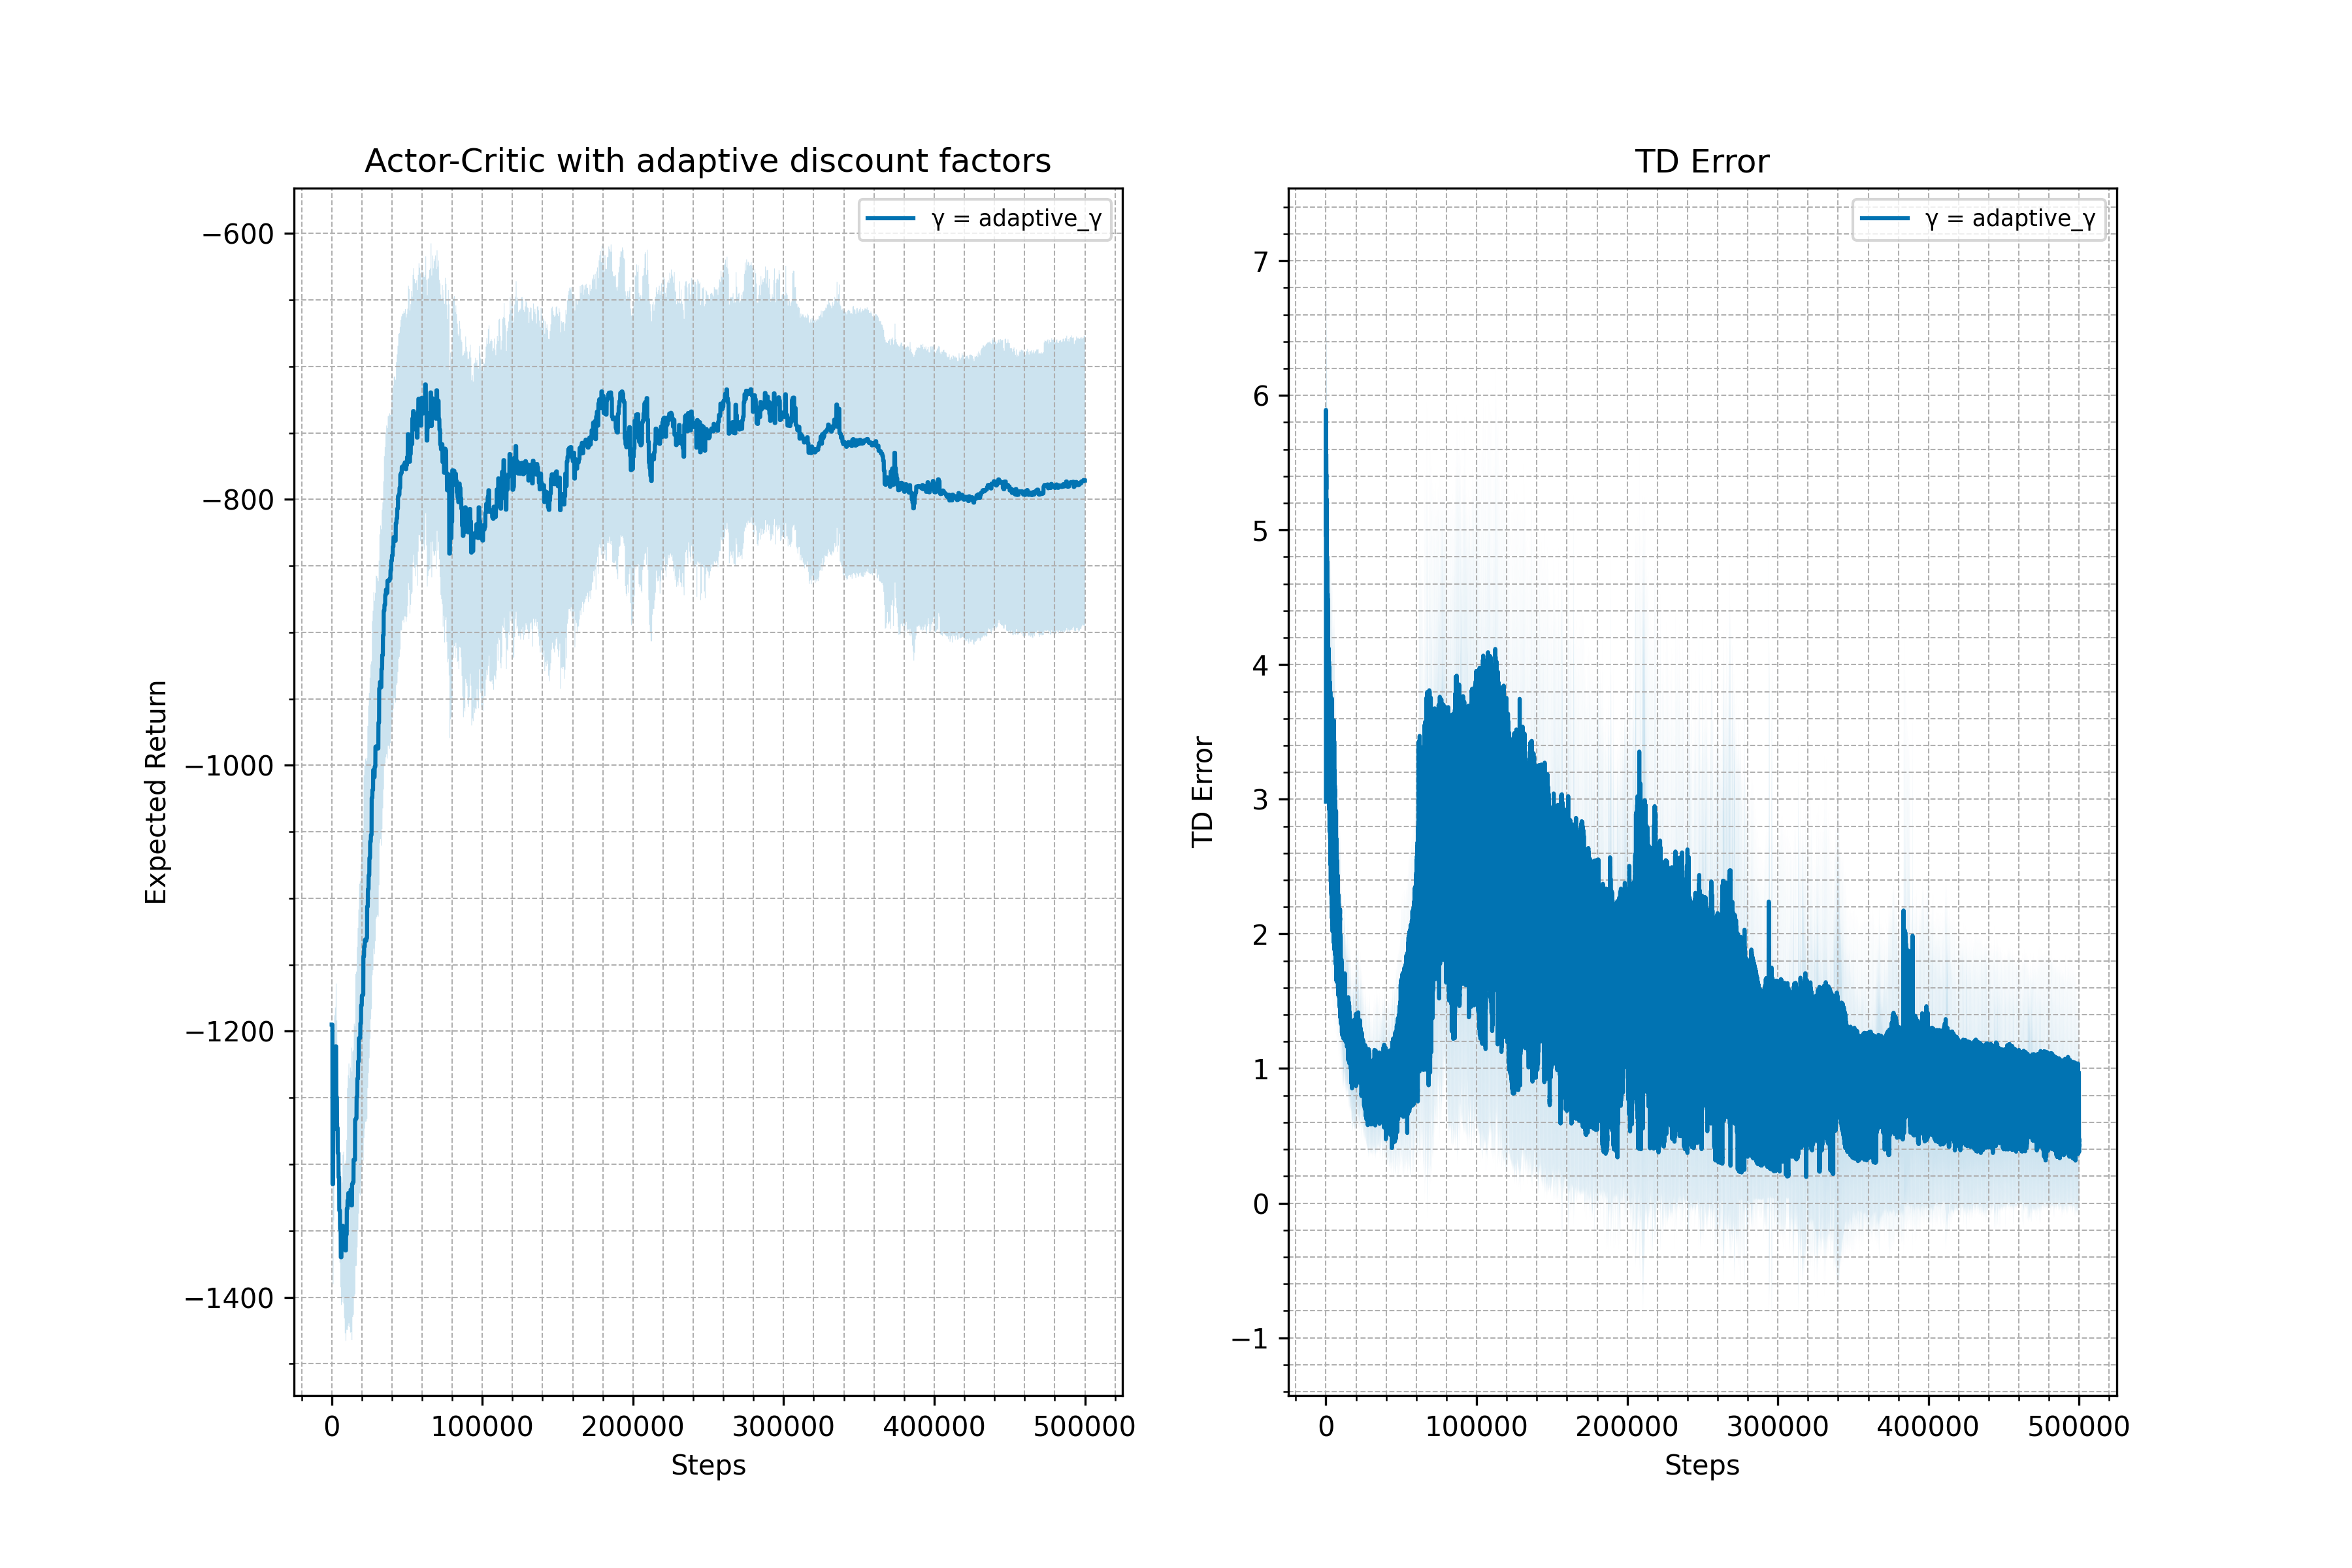 Actor-Critic with adaptive discount factors
γ = adaptive_γ
−600
−800
−1000
−1200
−1400
Expected Return
0 100000 200000 300000 400000 500000
Steps
TD Error
γ = adaptive_γ
7
6
5
4
3
2
1
0
−1
TD Error
0 100000 200000 300000 400000 500000
Steps